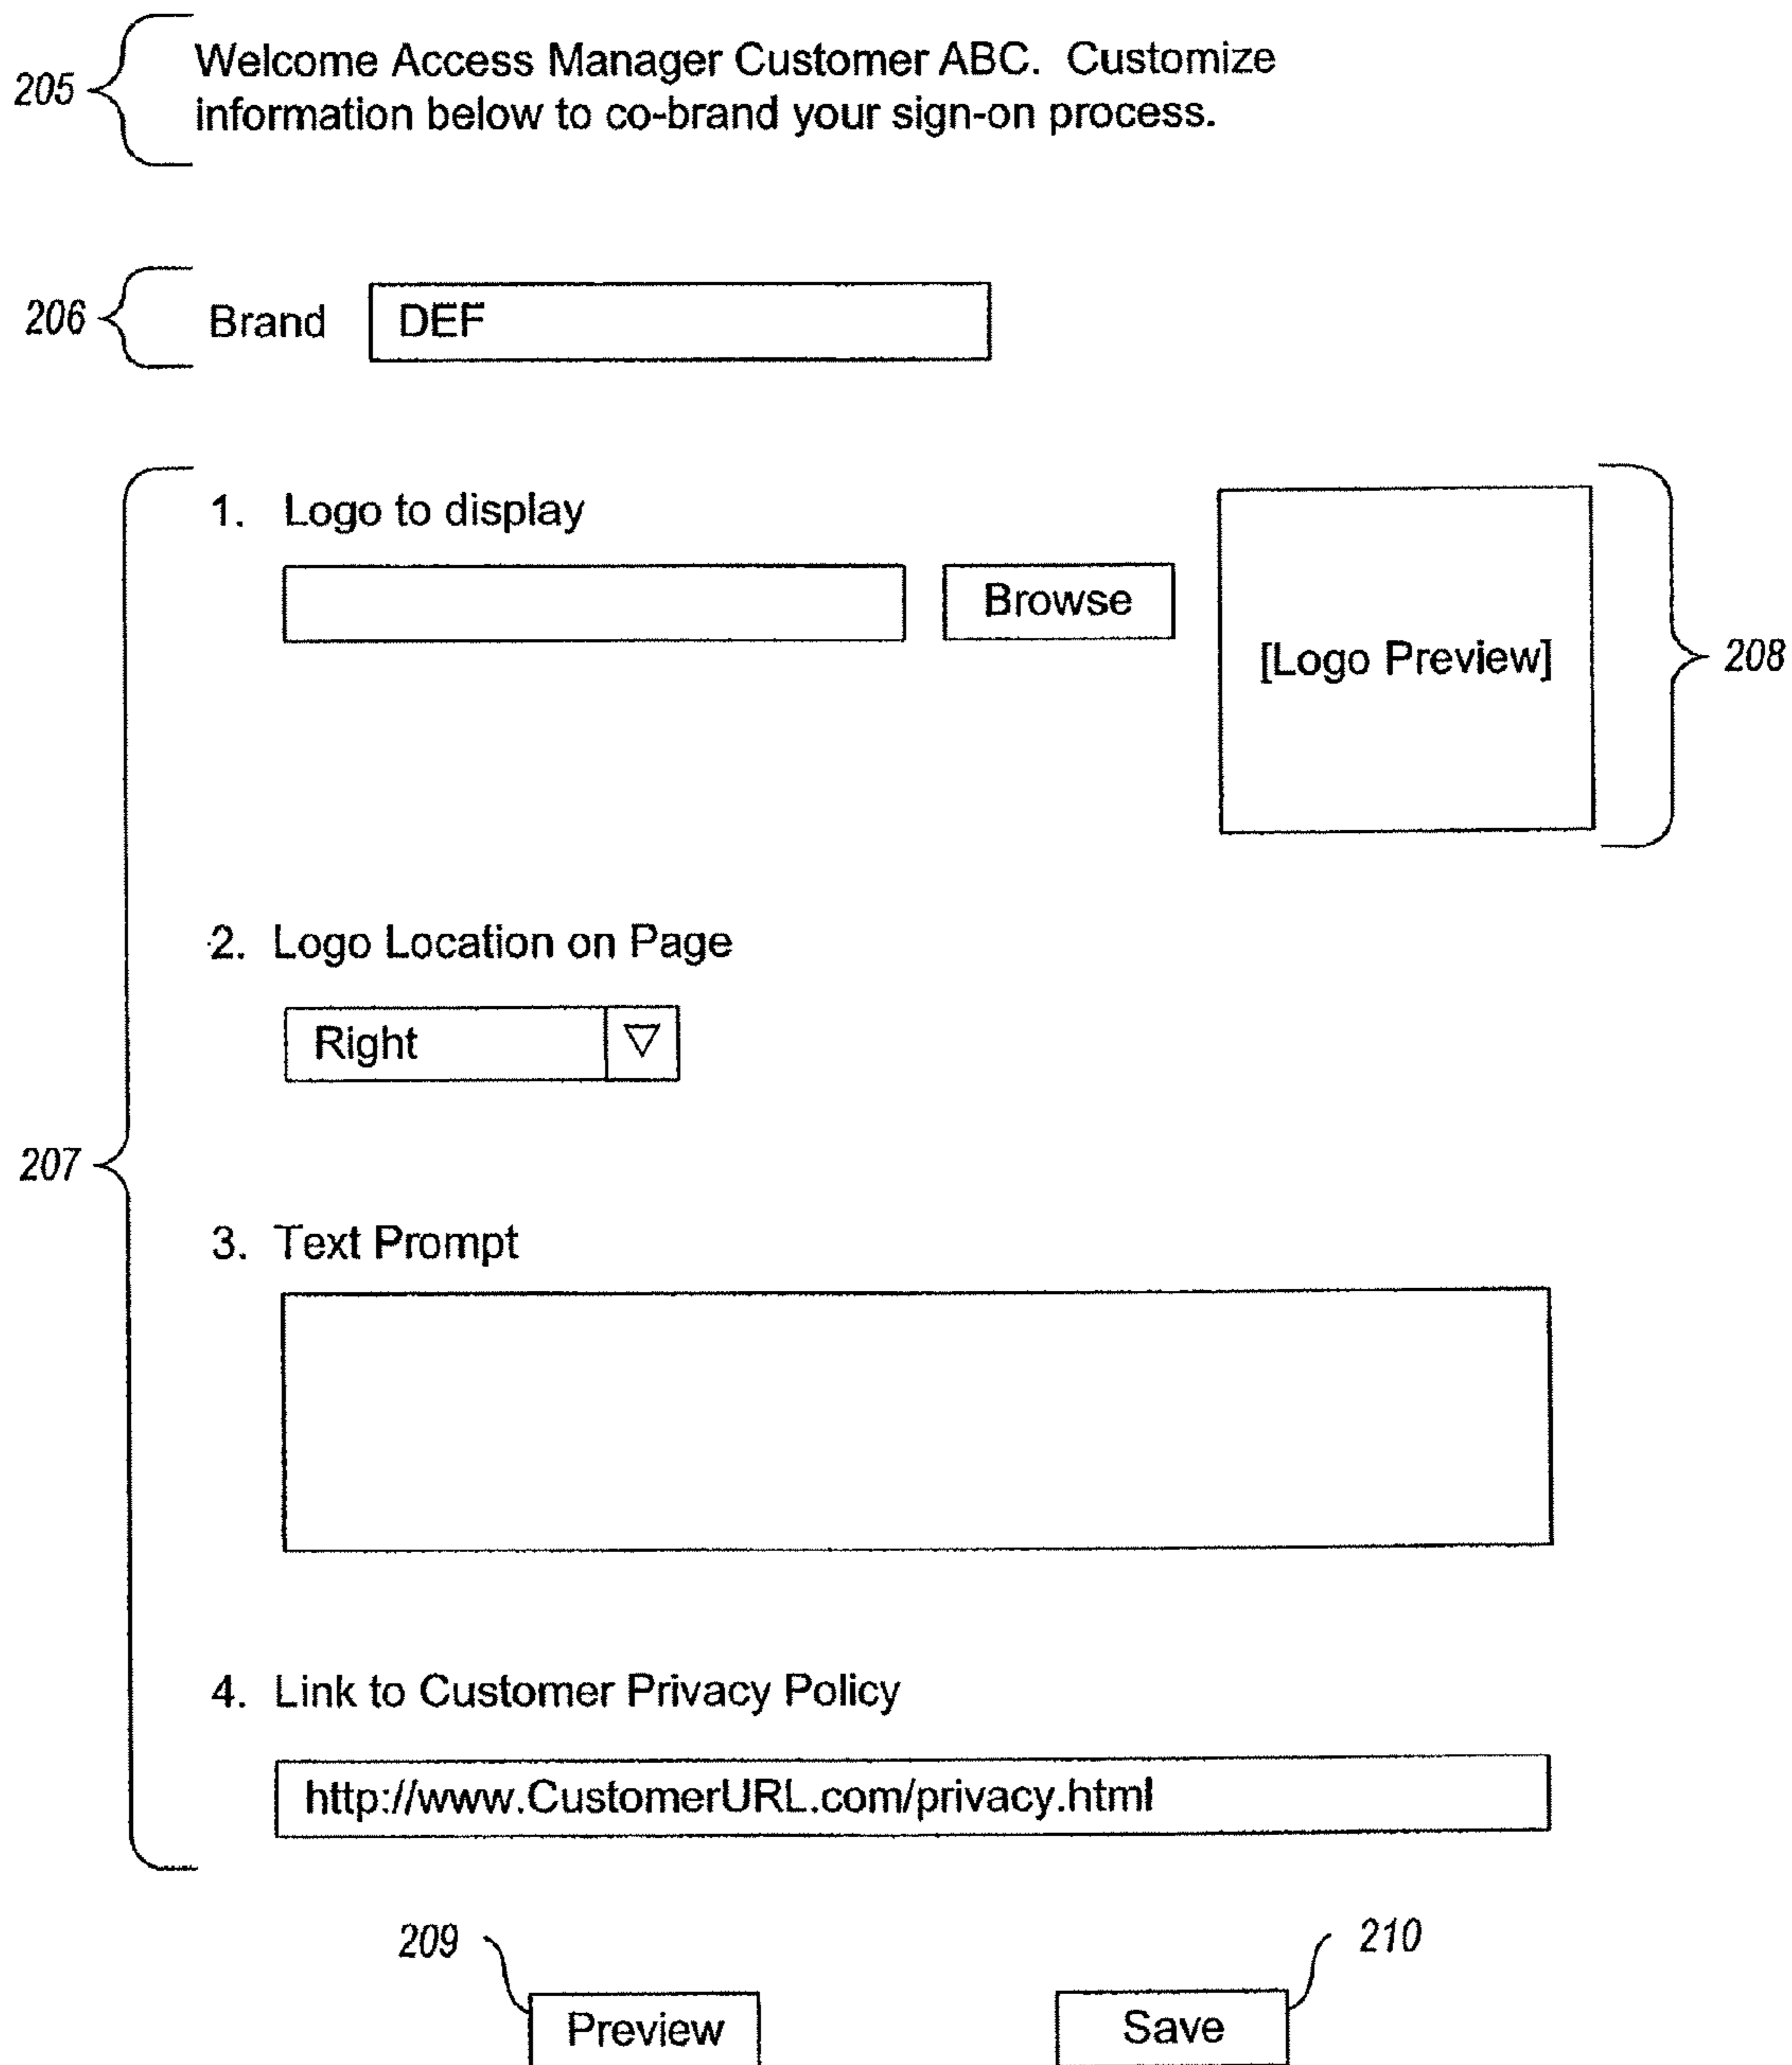 205
Welcome Access Manager Customer ABC. Customize
information below to co-brand your sign-on process.
206
Brand
DEF
1. Logo to display
Browse
[Logo Preview]
208
2. Logo Location on Page
Right
207
3. Text Prompt
4. Link to Customer Privacy Policy
http://www.CustomerURL.com/privacy.html
209
210
Preview
Save